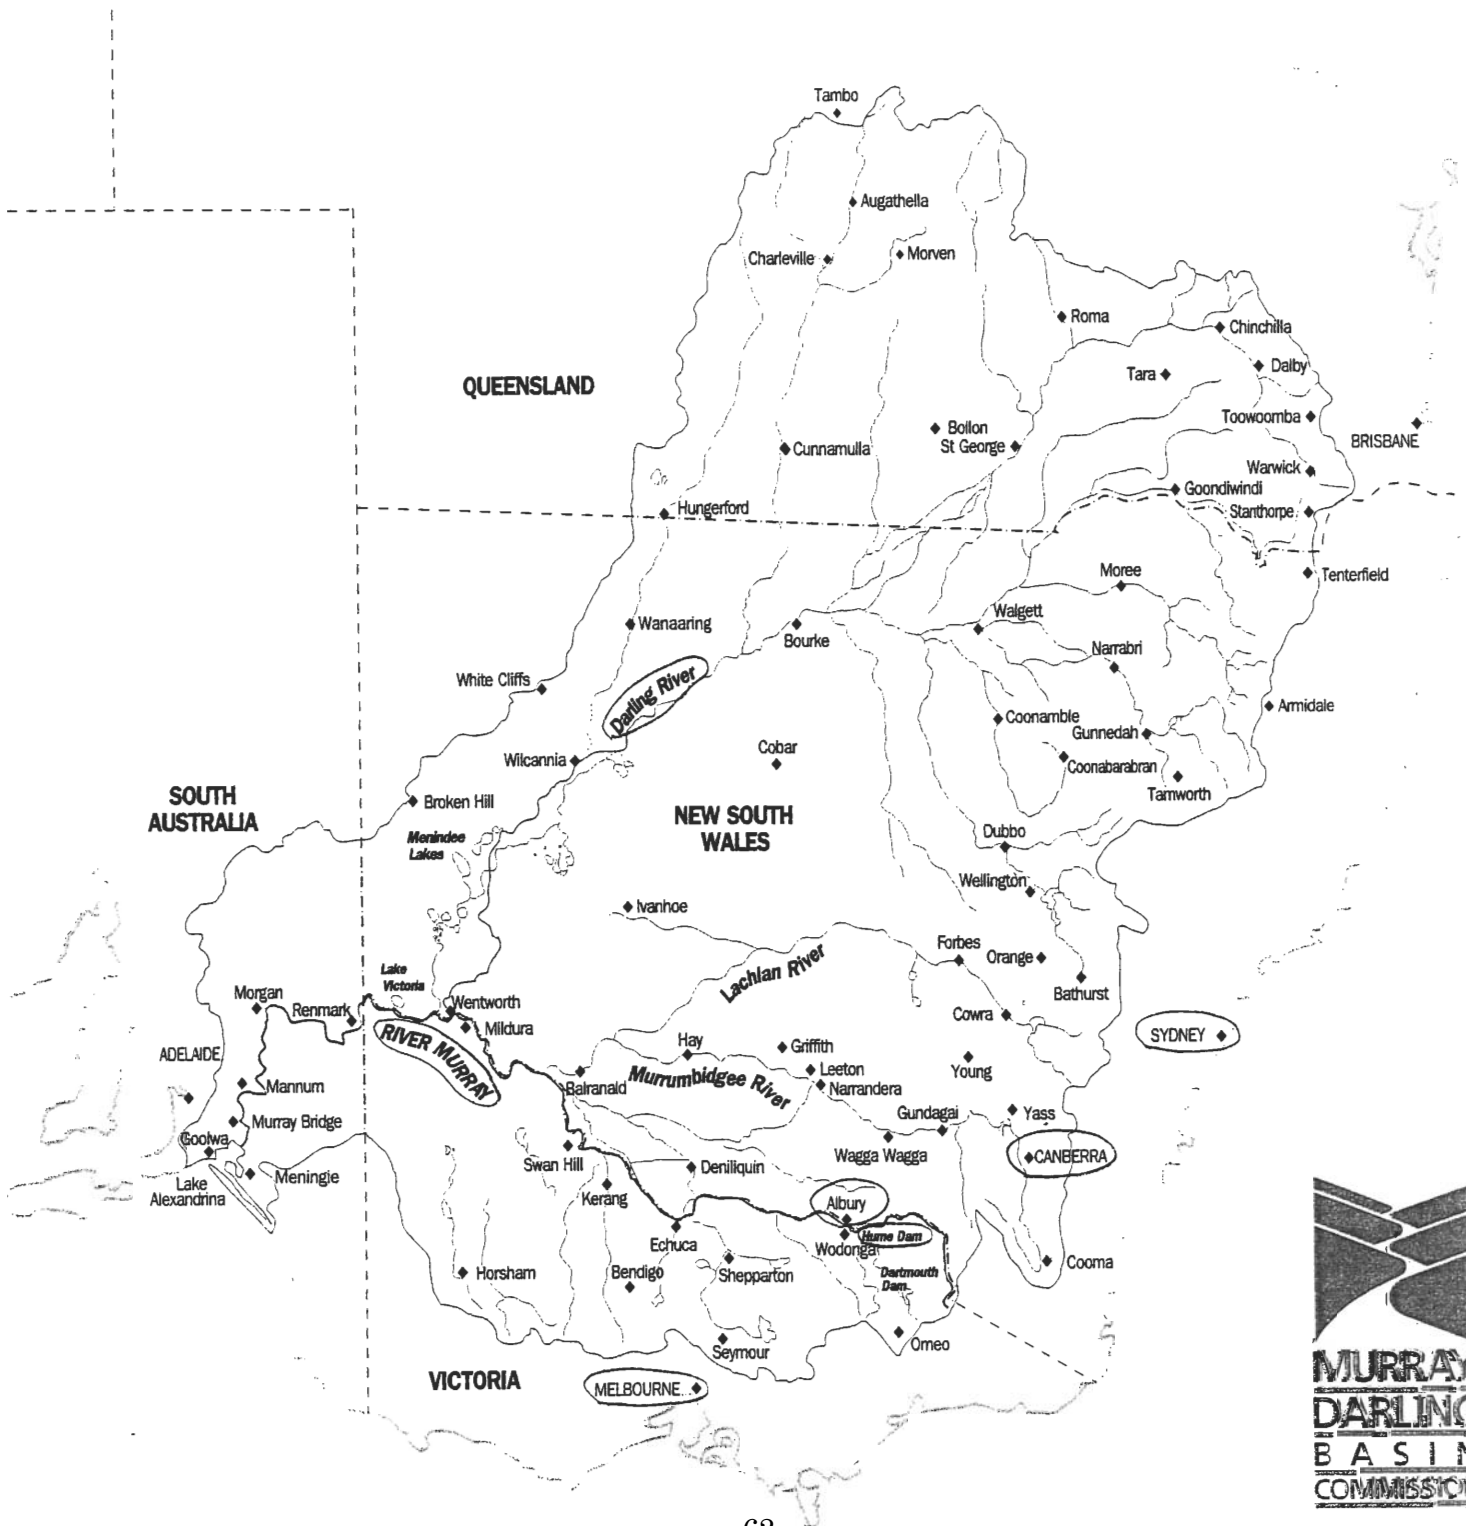 Tambo
Augathella
Charleville
Morven
Roma
Chinchilla
QUEENSLAND
Tara
Dalby
Toowoomba
Bollon
St George
BRISBANE
Cunnamulla
Warwick
Goondiwindi
Hungerford
Stanthorpe
Moree
Tenterfield
Wanaaring
Walgett
Bourke
Narrabri
White Cliffs
Darling River
Armidale
Coonamble
Gunnedah
Cobar
Wilcannia
Coonabarabran
SOUTH
AUSTRALIA
Broken Hill
Tamworth
NEW SOUTH
WALES
Menindee
Lakes
Dubbo
Wellington
Ivanhoe
Forbes
Orange
Lachlan River
Lake
Victoria
Bathurst
Morgan
Renmark
Wentworth
Mildura
Cowra
SYDNEY
RIVER MURRAY
Hay
Griffith
ADELAIDE
Leeton
Young
Mannum
Balranald
Murrumbidgee River
Narrandera
Murray Bridge
Gundagai
Yass
Goolwa
Wagga Wagga
CANBERRA
Swan Hill
Deniliquin
Meningie
Lake
Alexandrina
Kerang
Albury
Hume Dam
Echuca
Wodonga
Cooma
Horsham
Bendigo
Shepparton
Dartmouth
Dam
Omeo
Seymour
VICTORIA
MELBOURNE
MURRAY
DARLING
BASIN
COMMISSION
63